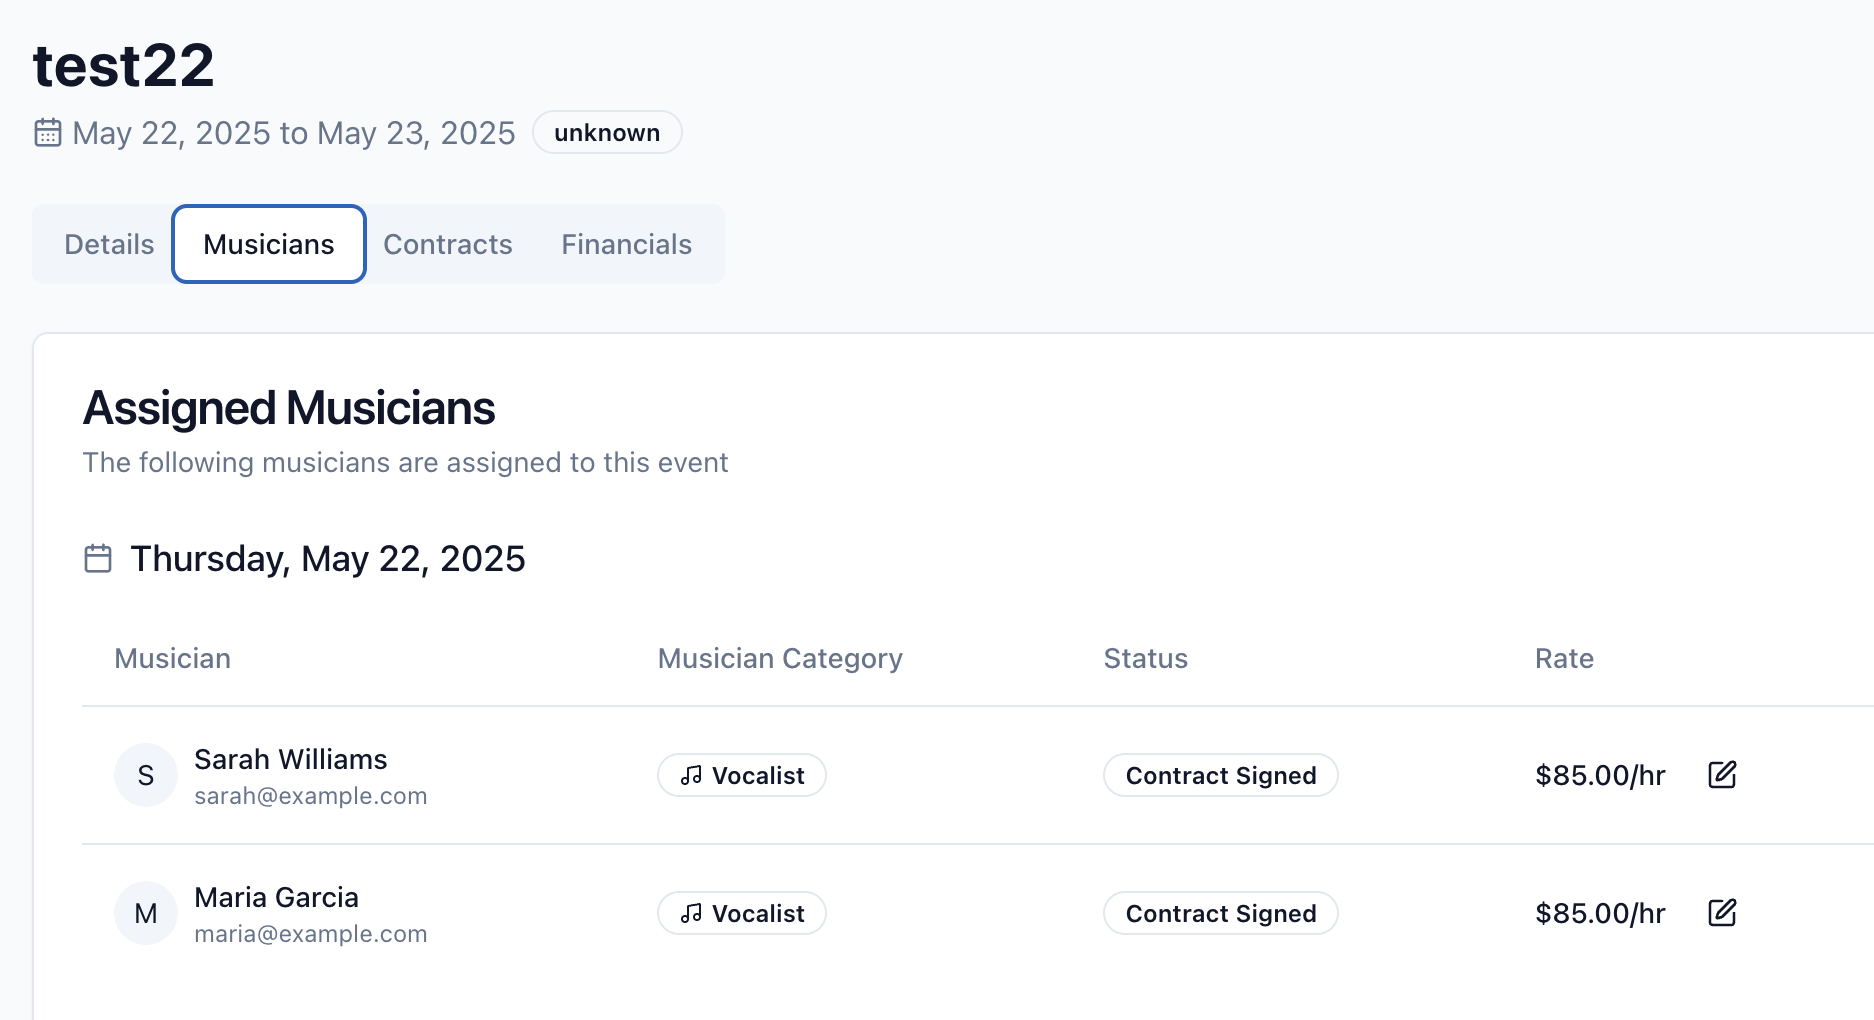 test22
May 22, 2025 to May 23, 2025 unknown
Details Musicians Contracts Financials
Assigned Musicians
The following musicians are assigned to this event
Thursday, May 22, 2025
Musician Musician Category Status Rate
S Sarah Williams
sarah@example.com
Vocalist Contract Signed $85.00/hr
M Maria Garcia
maria@example.com
Vocalist Contract Signed $85.00/hr